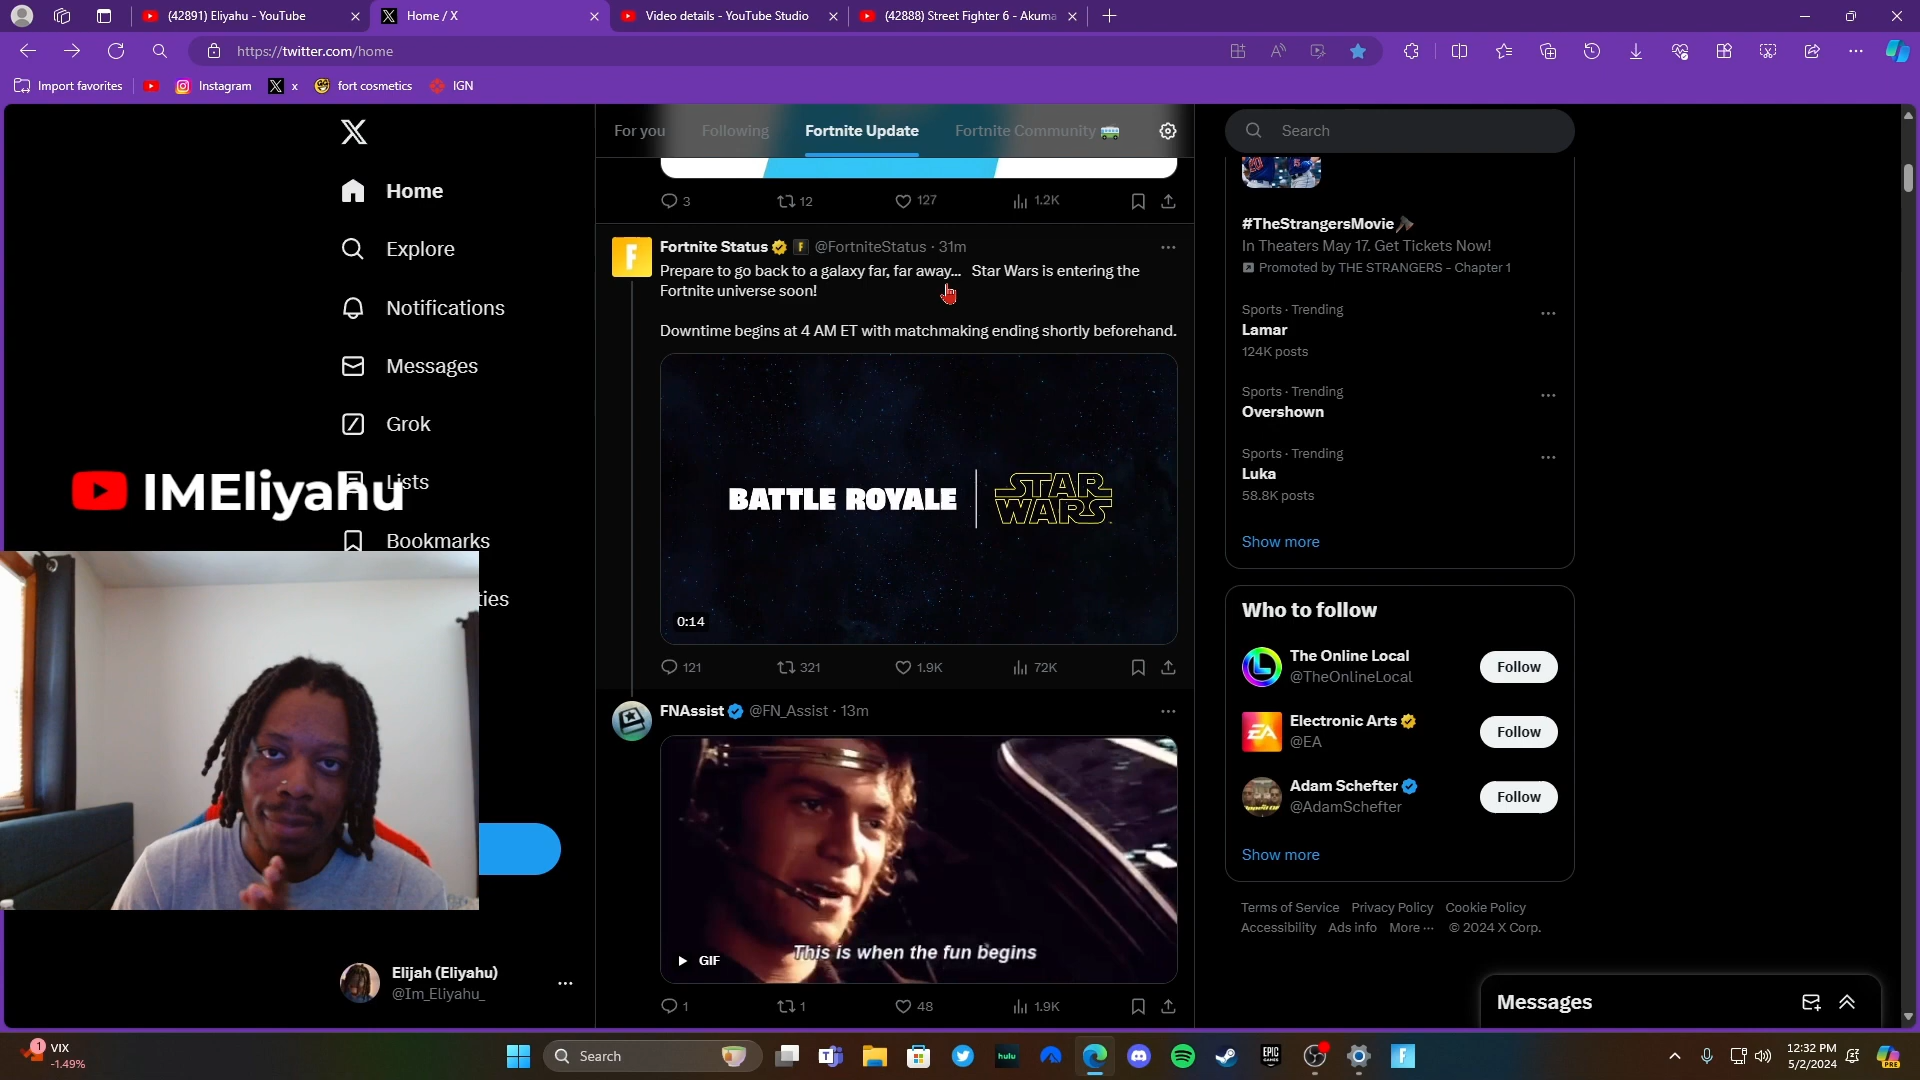 (42891) Eliyahu - YouTube
Home / X
Video details - YouTube Studio
(42888) Street Fighter 6 - Akuma
https://twitter.com/home
Import favorites
Instagram
x
fort cosmetics
IGN
For you
Following
Fortnite Update
Fortnite Community
Search
Home
Explore
Notifications
Messages
Grok
Lists
Bookmarks
ties
IMEliyahu
Elijah (Eliyahu)
@Im_Eliyahu_
3
12
127
1.2K
Fortnite Status F @FortniteStatus · 31m
Prepare to go back to a galaxy far, far away... Star Wars is entering the
Fortnite universe soon!
Downtime begins at 4 AM ET with matchmaking ending shortly beforehand.
BATTLE ROYALE
STAR
WARS
0:14
121
321
1.9K
72K
FNAssist @FN_Assist · 13m
This is when the fun begins
GIF
1
1
48
1.9K
#TheStrangersMovie
In Theaters May 17. Get Tickets Now!
Promoted by THE STRANGERS - Chapter 1
Sports · Trending
Lamar
124K posts
Sports · Trending
Overshown
Sports · Trending
Luka
58.8K posts
Show more
Who to follow
The Online Local
@TheOnlineLocal
Follow
Electronic Arts
@EA
Follow
Adam Schefter
@AdamSchefter
Follow
Show more
Terms of Service Privacy Policy Cookie Policy
Accessibility Ads info More ··· © 2024 X Corp.
Messages
1
VIX
-1.49%
Search
hulu
EPIC
GAMES
12:32 PM
5/2/2024
PRE